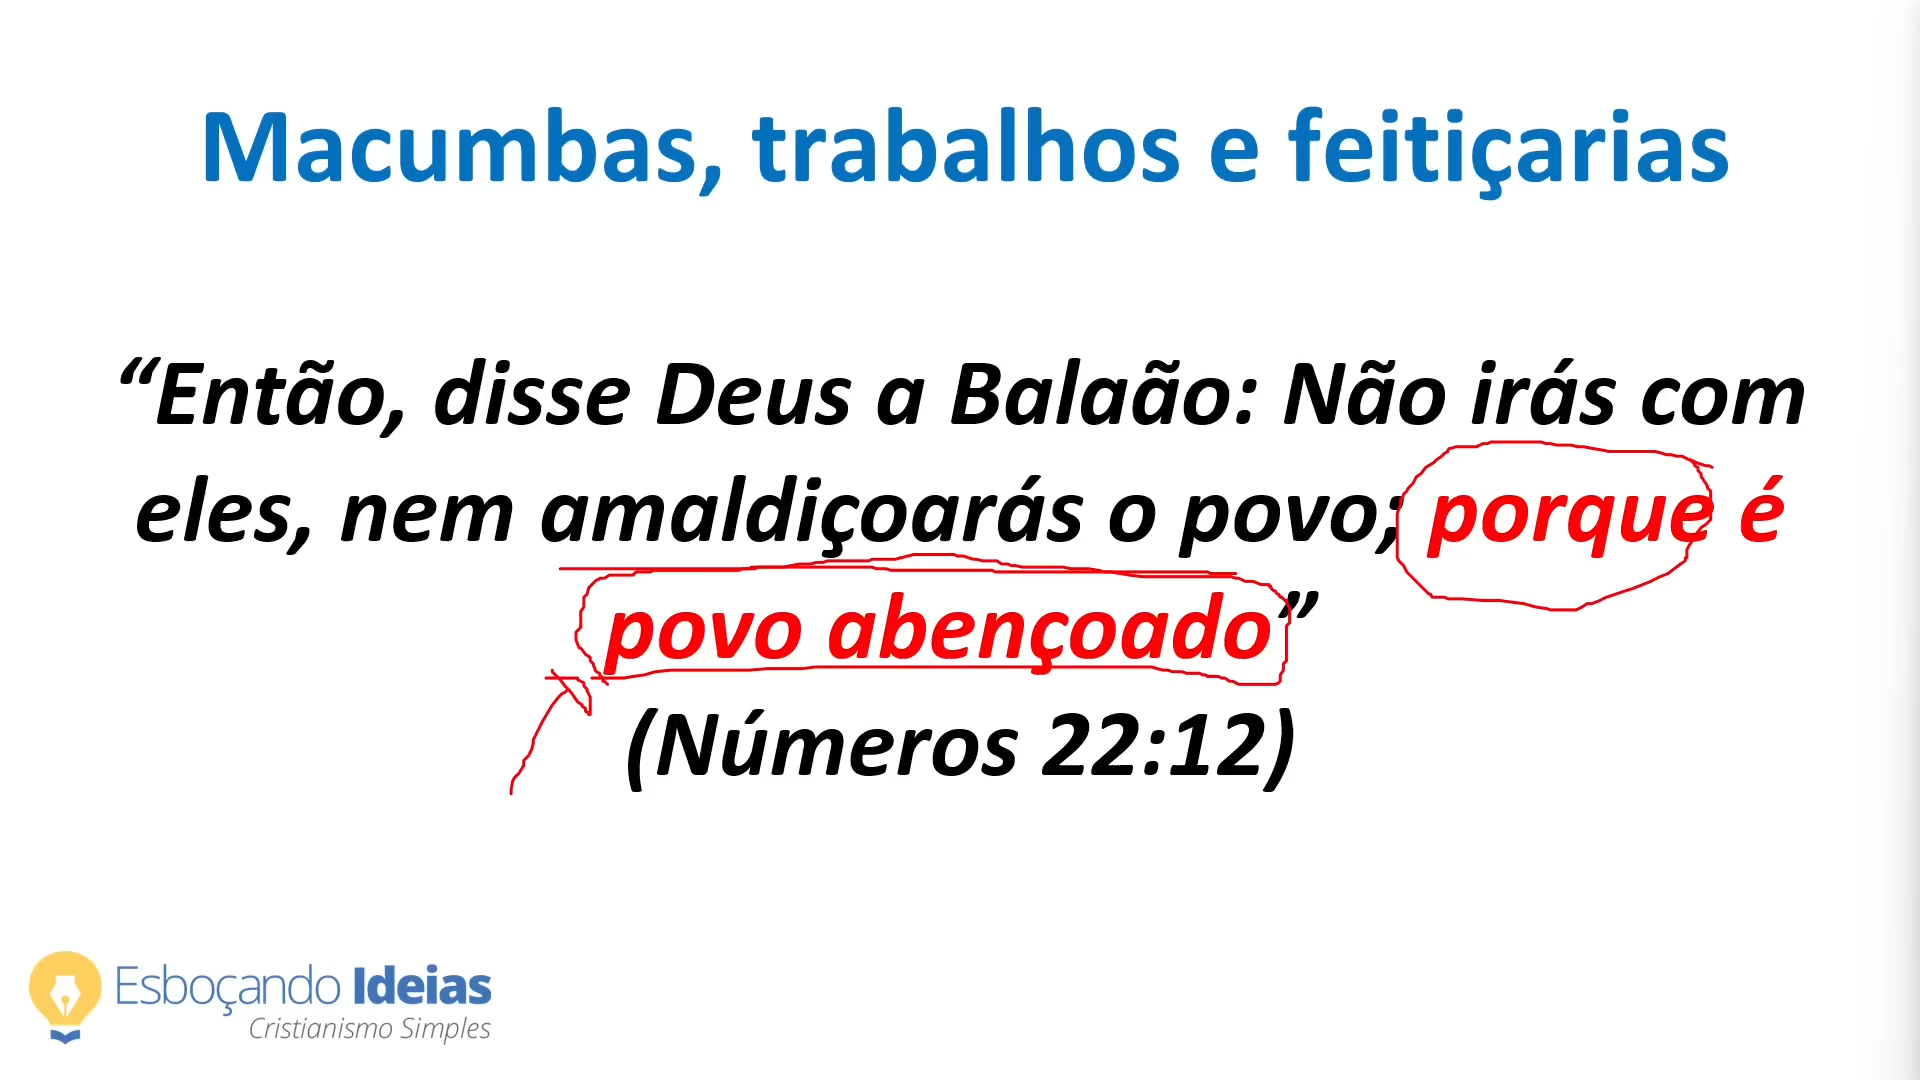 Macumbas, trabalhos e feitiçarias
“Então, disse Deus a Balaão: Não irás com
eles, nem amaldiçoarás o povo; porque é
povo abençoado”
(Números 22:12)
Esboçando Ideias
Cristianismo Simples